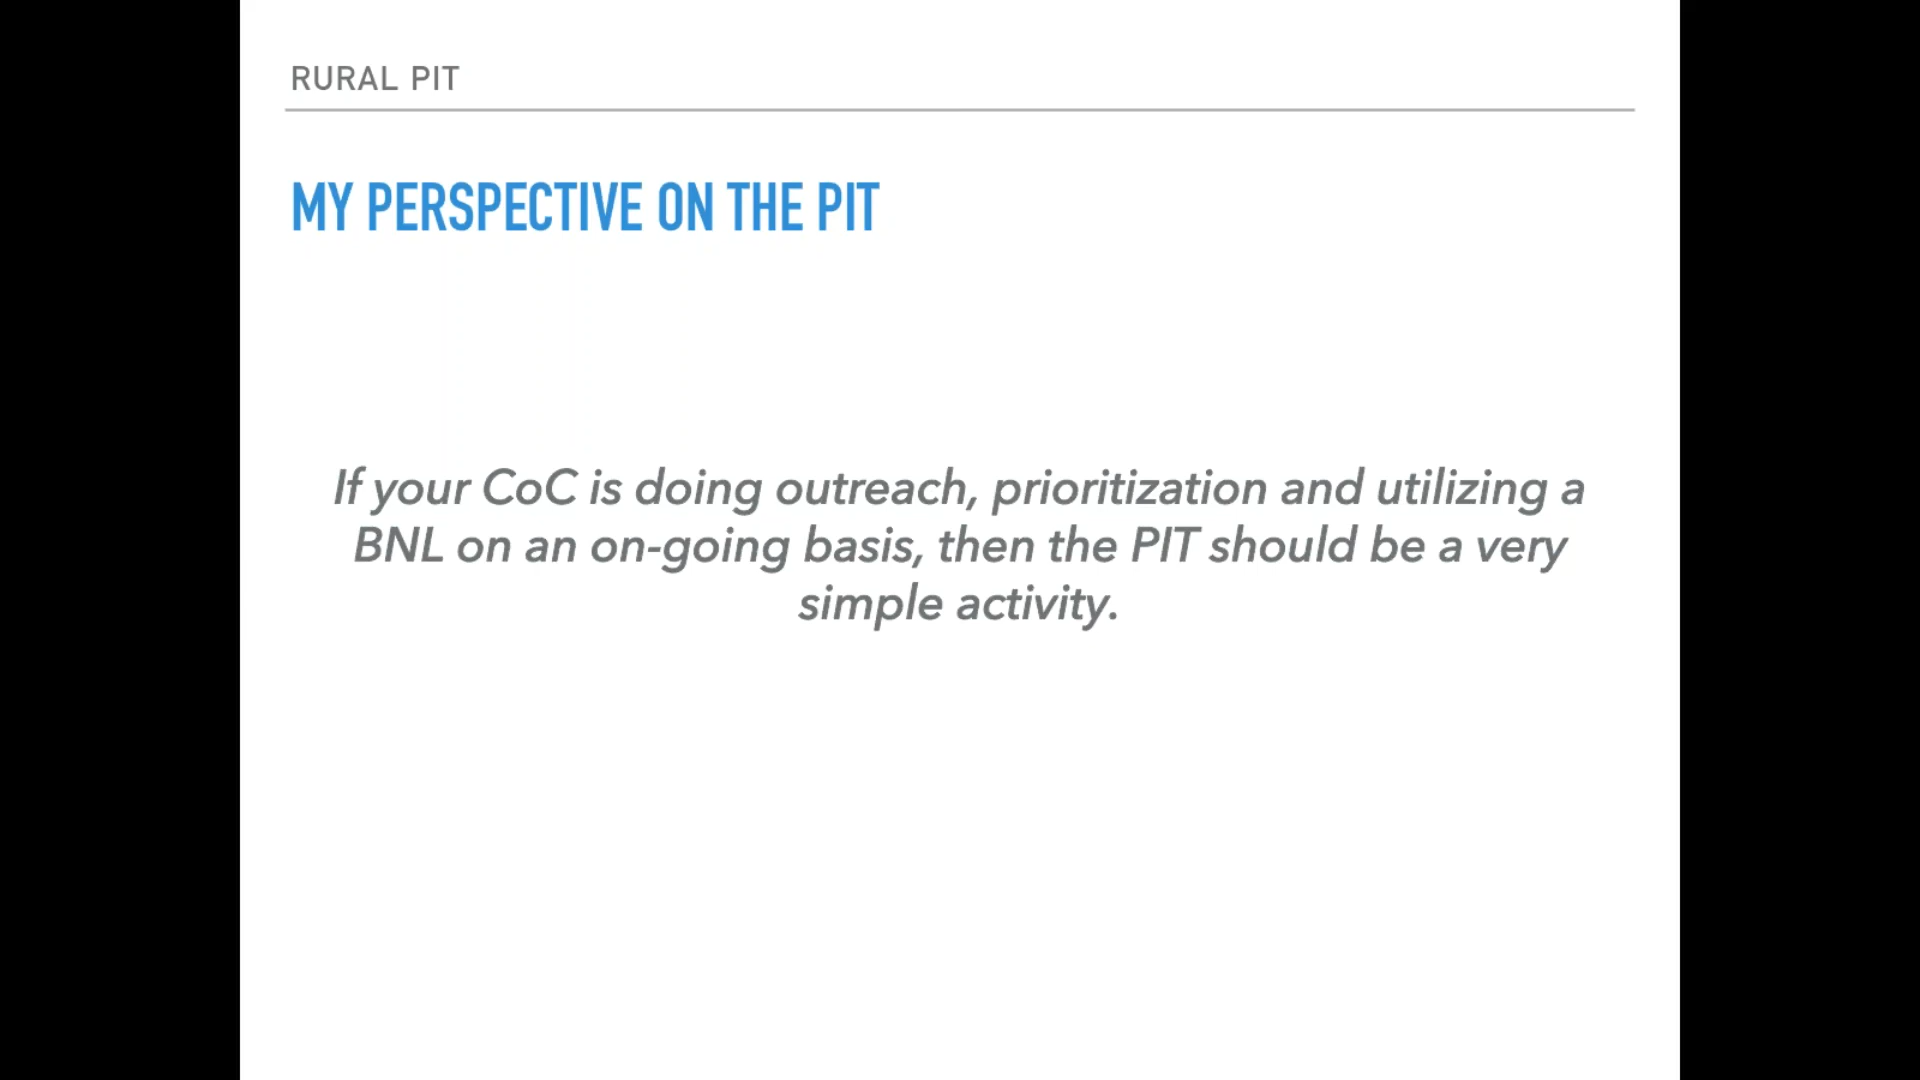 RURAL PIT
MY PERSPECTIVE ON THE PIT
If your CoC is doing outreach, prioritization and utilizing a
BNL on an on-going basis, then the PIT should be a very
simple activity.